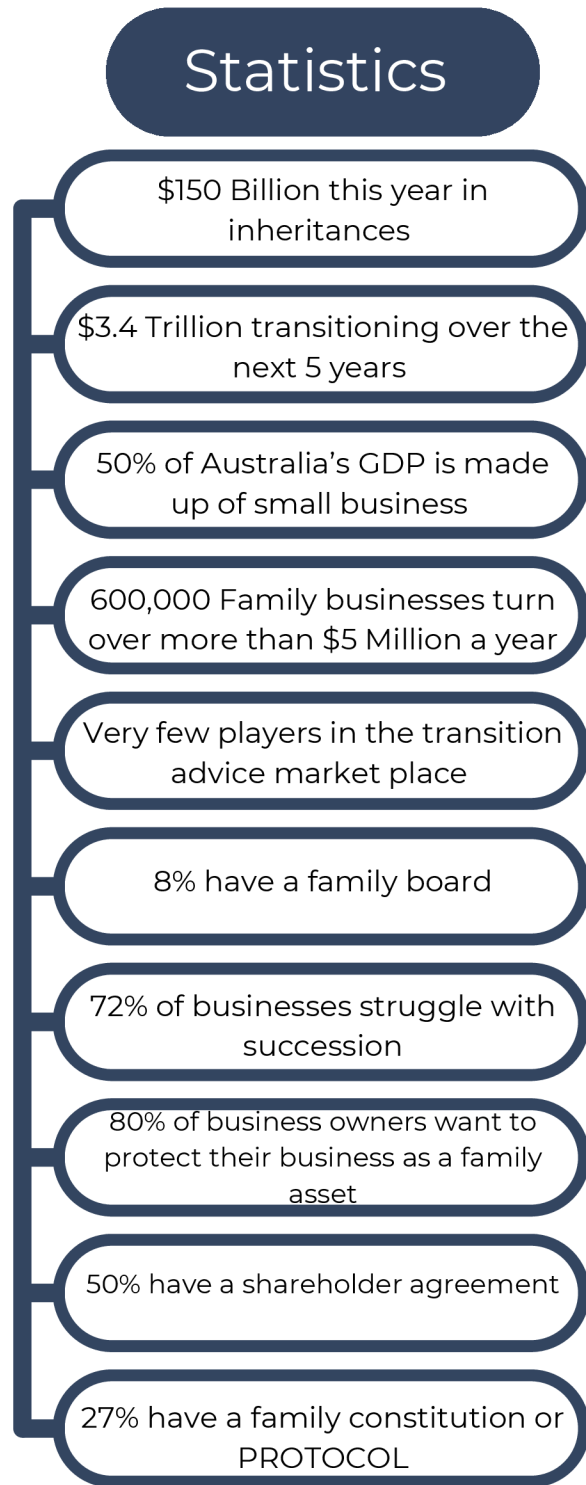 Statistics
$150 Billion this year in
inheritances
$3.4 Trillion transitioning over the
next 5 years
50% of Australia’s GDP is made
up of small business
600,000 Family businesses turn
over more than $5 Million a year
Very few players in the transition
advice market place
8% have a family board
72% of businesses struggle with
succession
80% of business owners want to
protect their business as a family
asset
50% have a shareholder agreement
27% have a family constitution or
PROTOCOL